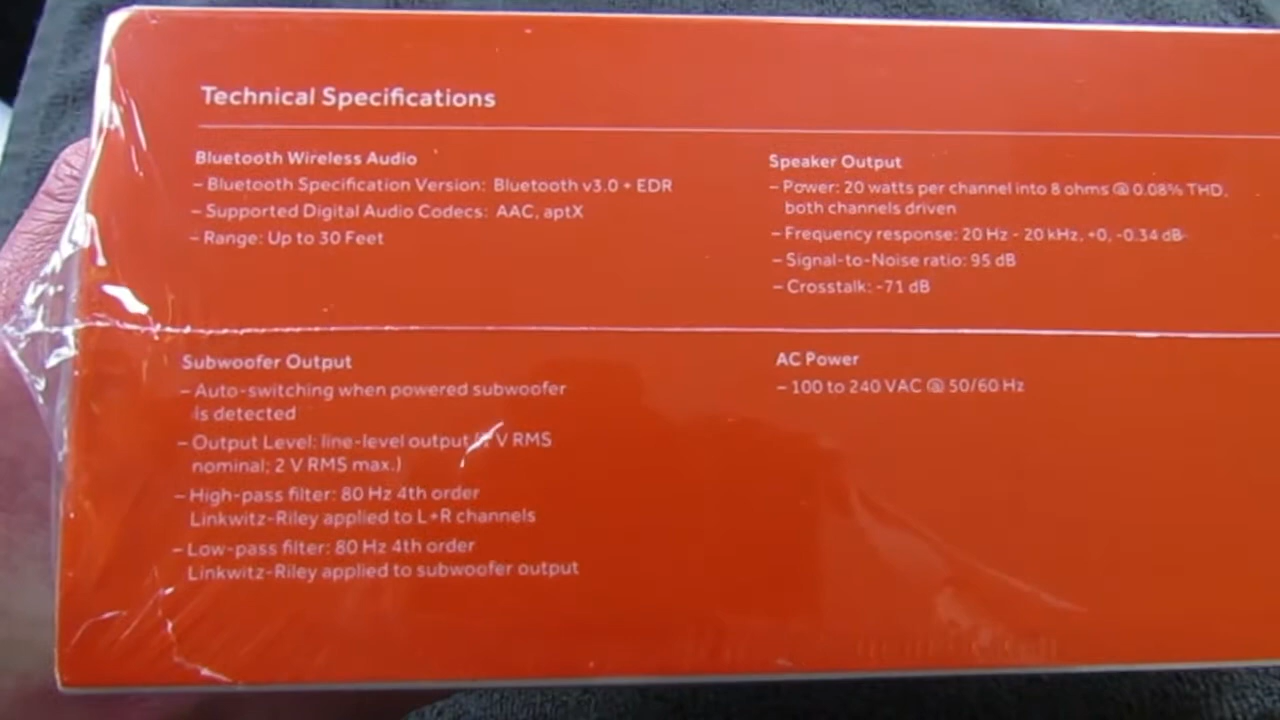 Technical Specifications
Bluetooth Wireless Audio
– Bluetooth Specification Version: Bluetooth v3.0 + EDR
– Supported Digital Audio Codecs: AAC, aptX
– Range: Up to 30 Feet
Speaker Output
– Power: 20 watts per channel into 8 ohms @ 0.08% THD,
both channels driven
– Frequency response: 20 Hz - 20 kHz, +0, -0.34 dB
– Signal-to-Noise ratio: 95 dB
– Crosstalk: -71 dB
Subwoofer Output
– Auto-switching when powered subwoofer
is detected
– Output Level: line-level output V RMS
nominal; 2 V RMS max.)
– High-pass filter: 80 Hz 4th order
Linkwitz-Riley applied to L+R channels
– Low-pass filter: 80 Hz 4th order
Linkwitz-Riley applied to subwoofer output
AC Power
– 100 to 240 VAC @ 50/60 Hz